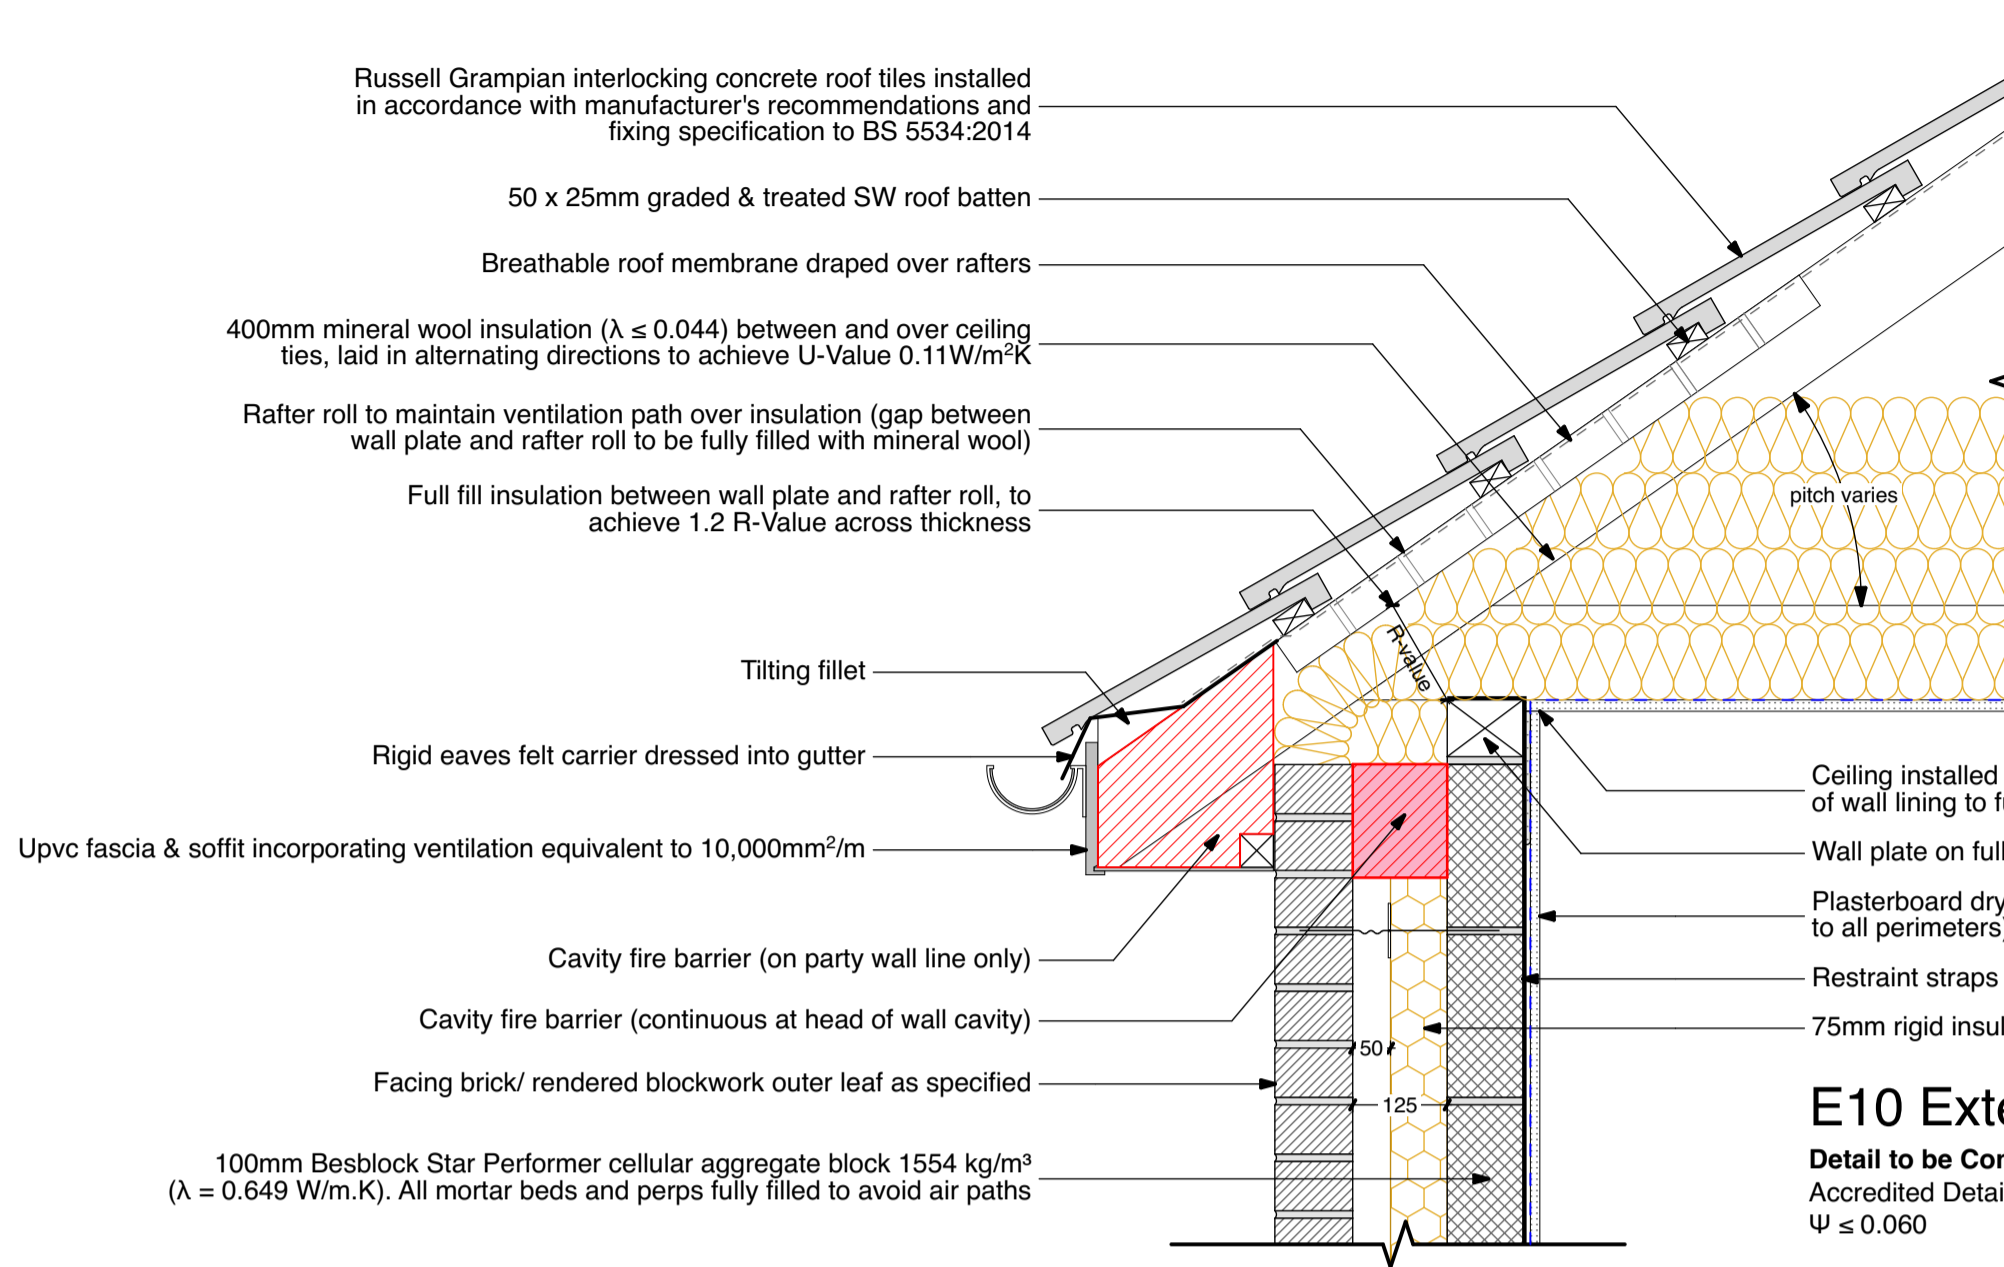 Russell Grampian interlocking concrete roof tiles installed
in accordance with manufacturer's recommendations and
fixing specification to BS 5534:2014
50 x 25mm graded & treated SW roof batten
Breathable roof membrane draped over rafters
400mm mineral wool insulation (λ ≤ 0.044) between and over ceiling
ties, laid in alternating directions to achieve U-Value 0.11W/m²K
Rafter roll to maintain ventilation path over insulation (gap between
wall plate and rafter roll to be fully filled with mineral wool)
Full fill insulation between wall plate and rafter roll, to
achieve 1.2 R-Value across thickness
Tilting fillet
Rigid eaves felt carrier dressed into gutter
Upvc fascia & soffit incorporating ventilation equivalent to 10,000mm²/m
Cavity fire barrier (on party wall line only)
Cavity fire barrier (continuous at head of wall cavity)
Facing brick/ rendered blockwork outer leaf as specified
100mm Besblock Star Performer cellular aggregate block 1554 kg/m³
(λ = 0.649 W/m.K). All mortar beds and perps fully filled to avoid air paths
pitch varies
R-value
50
125
Ceiling installed
of wall lining to
Wall plate on full
Plasterboard dry
to all perimeters
Restraint straps
75mm rigid insul
E10 Exte
Detail to be Con
Accredited Detai
Ψ ≤ 0.060